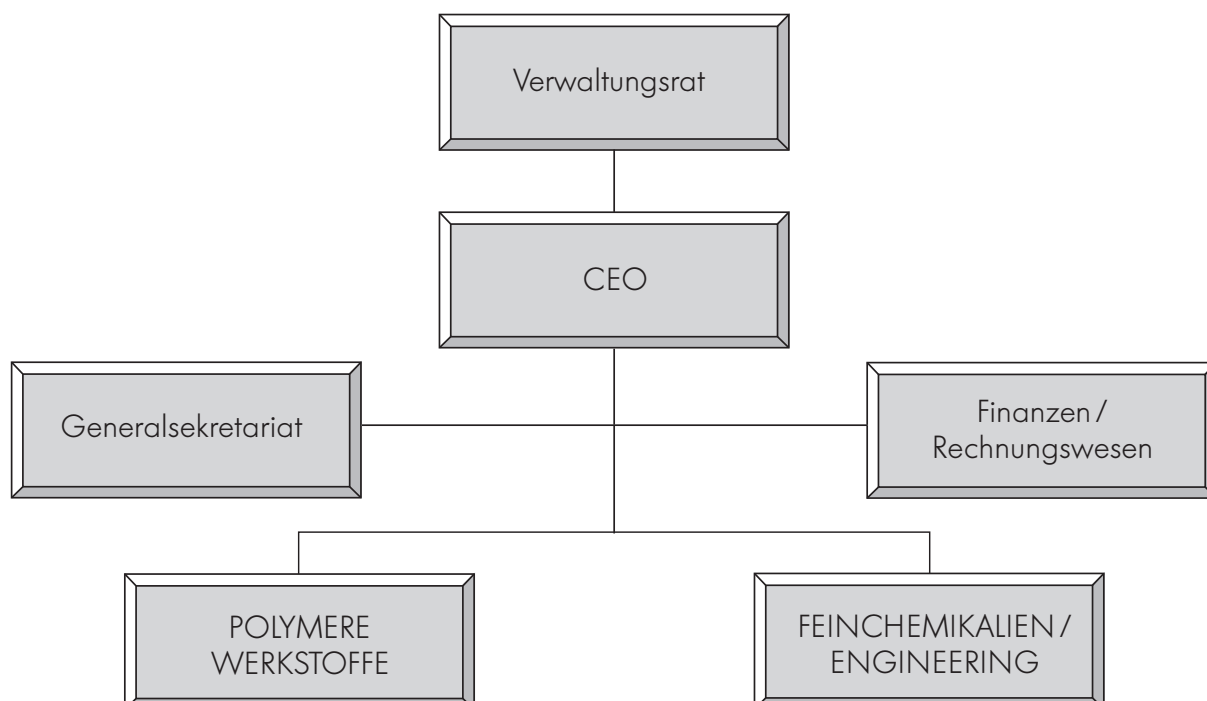 Verwaltungsrat
CEO
Generalsekretariat
Finanzen /
Rechnungswesen
POLYMERE
WERKSTOFFE
FEINCHEMIKALIEN /
ENGINEERING